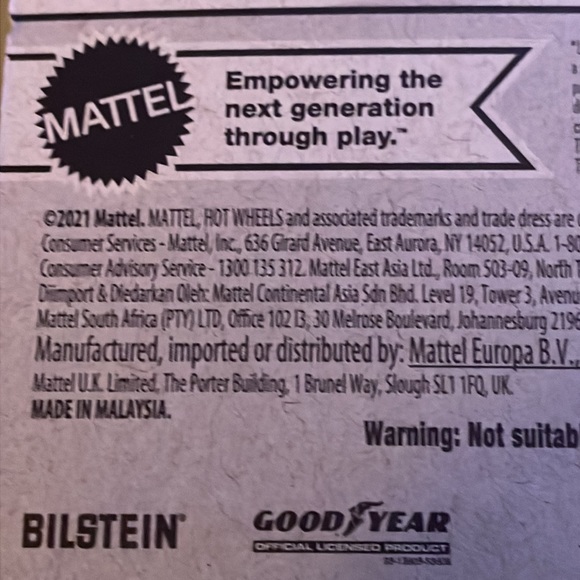 MATTEL
Empowering the
next generation
through play.™
©2021 Mattel. MATTEL, HOT WHEELS and associated trademarks and trade dress are
Consumer Services - Mattel, Inc., 636 Girard Avenue, East Aurora, NY 14052, U.S.A. 1-80
Consumer Advisory Service - 1300 135 312. Mattel East Asia Ltd., Room 503-09, North
Diimport & Diedarkan Oleh: Mattel Continental Asia Sdn Bhd. Level 19, Tower 3, Avenu
Mattel South Africa (PTY) LTD, Office 102 I3, 30 Melrose Boulevard, Johannesburg 2196
Manufactured, imported or distributed by: Mattel Europa B.V.,
Mattel U.K. Limited, The Porter Building, 1 Brunel Way, Slough SL1 1FQ, UK.
MADE IN MALAYSIA.
Warning: Not suitab
BILSTEIN®
GOODYEAR
OFFICIAL LICENSED PRODUCT